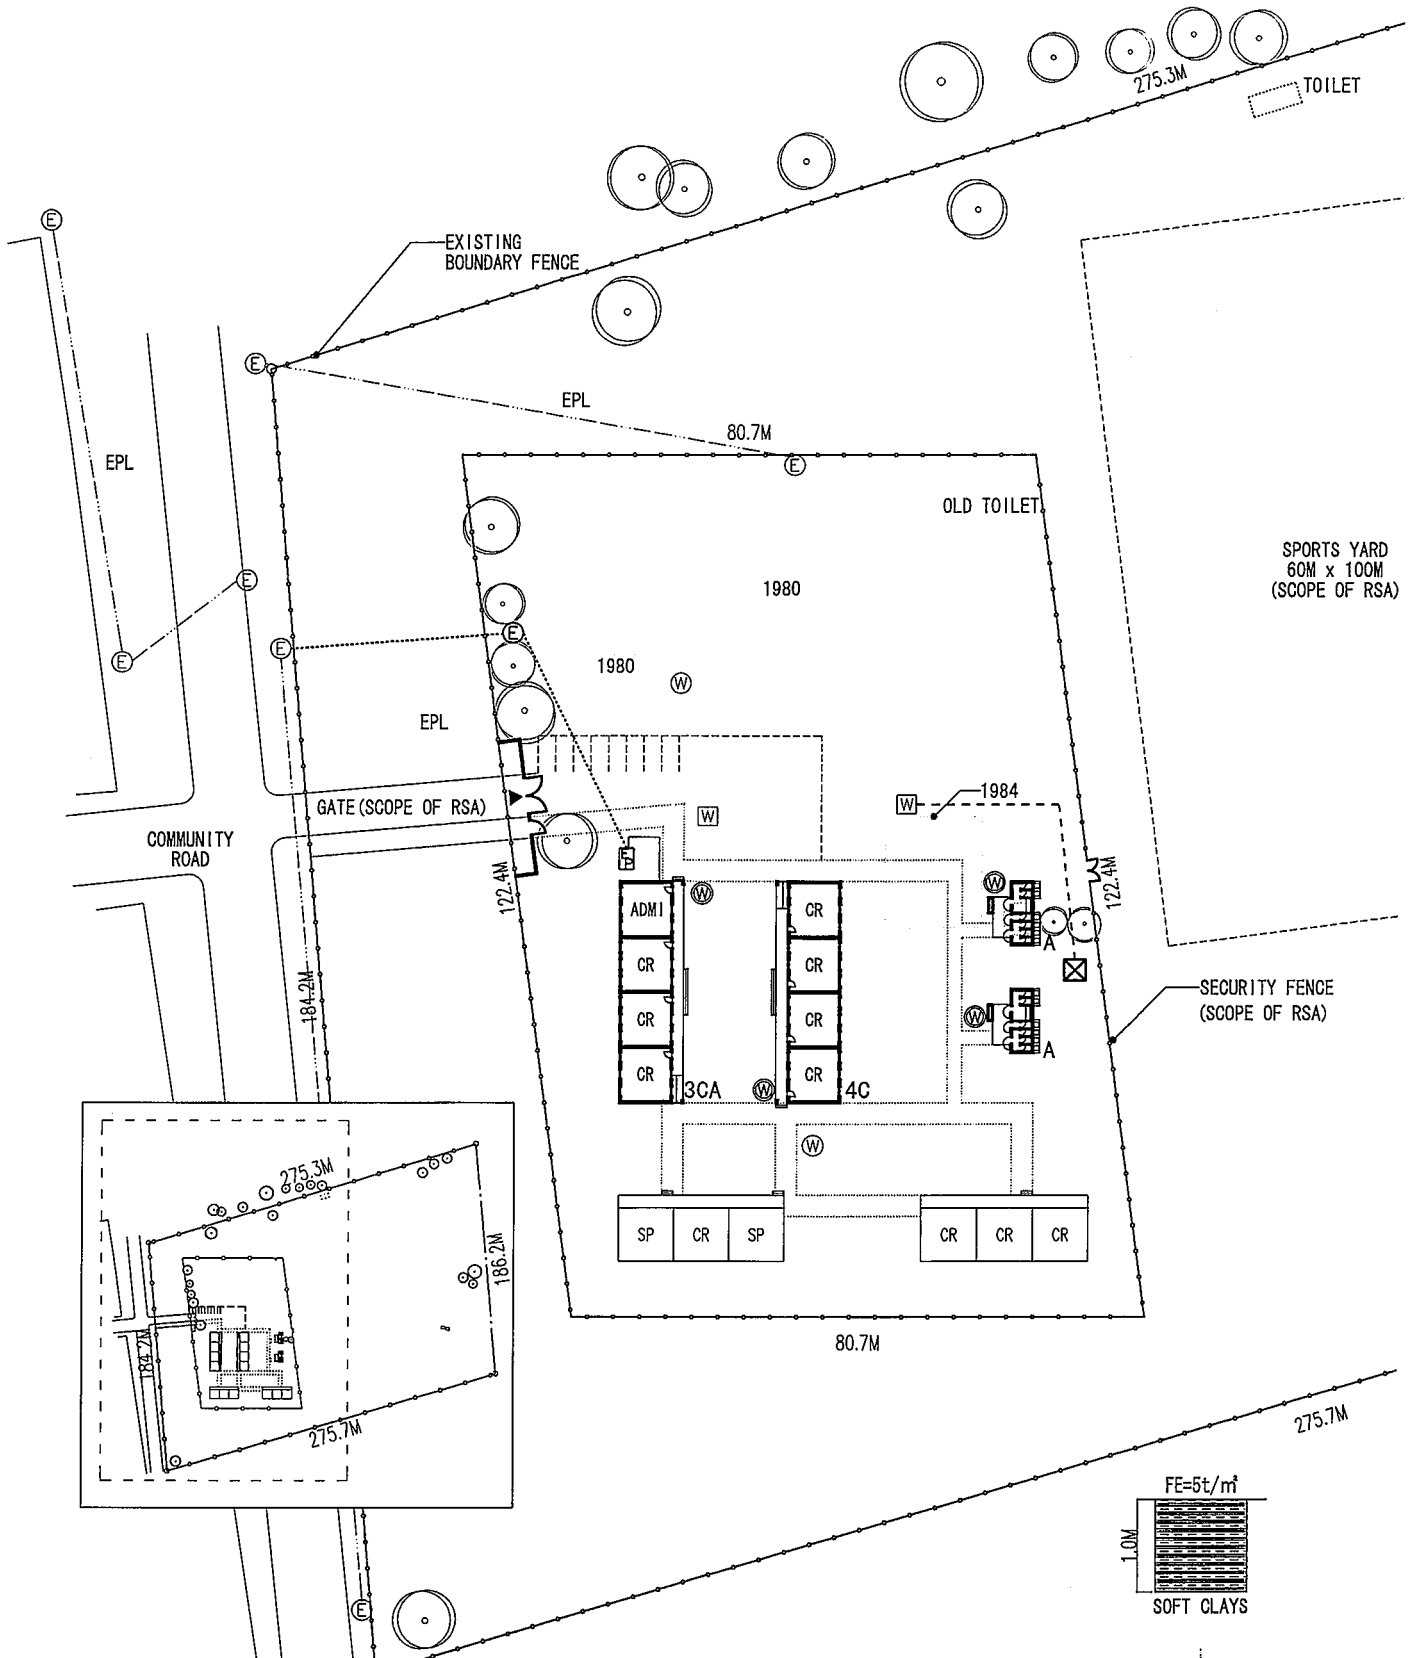 275.3M
TOILET
E
EXISTING
BOUNDARY FENCE
E
EPL
80.7M
EPL
E
OLD TOILET
SPORTS YARD
60M x 100M
(SCOPE OF RSA)
E
1980
E
E
E
1980
W
EPL
1984
W
GATE(SCOPE OF RSA)
W
COMMUNITY
ROAD
122.4M
122.4M
ADMI
CR
W
W
CR
CR
A
184.2M
CR
CR
W
SECURITY FENCE
(SCOPE OF RSA)
A
CR
CR
3CA
W
4C
W
SP
CR
SP
CR
CR
CR
80.7M
275.3M
186.2M
184.2M
275.7M
275.7M
FE=5t/㎡
1.0M
SOFT CLAYS
E